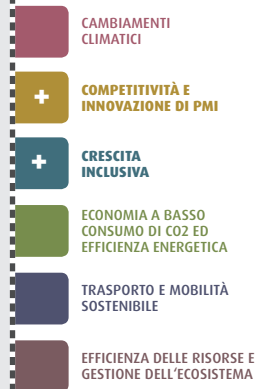 CAMBIAMENTI
CLIMATICI
+ COMPETITIVITÀ E
INNOVAZIONE DI PMI
+ CRESCITA
INCLUSIVA
ECONOMIA A BASSO
CONSUMO DI CO2 ED
EFFICIENZA ENERGETICA
TRASPORTO E MOBILITÀ
SOSTENIBILE
EFFICIENZA DELLE RISORSE E
GESTIONE DELL'ECOSISTEMA